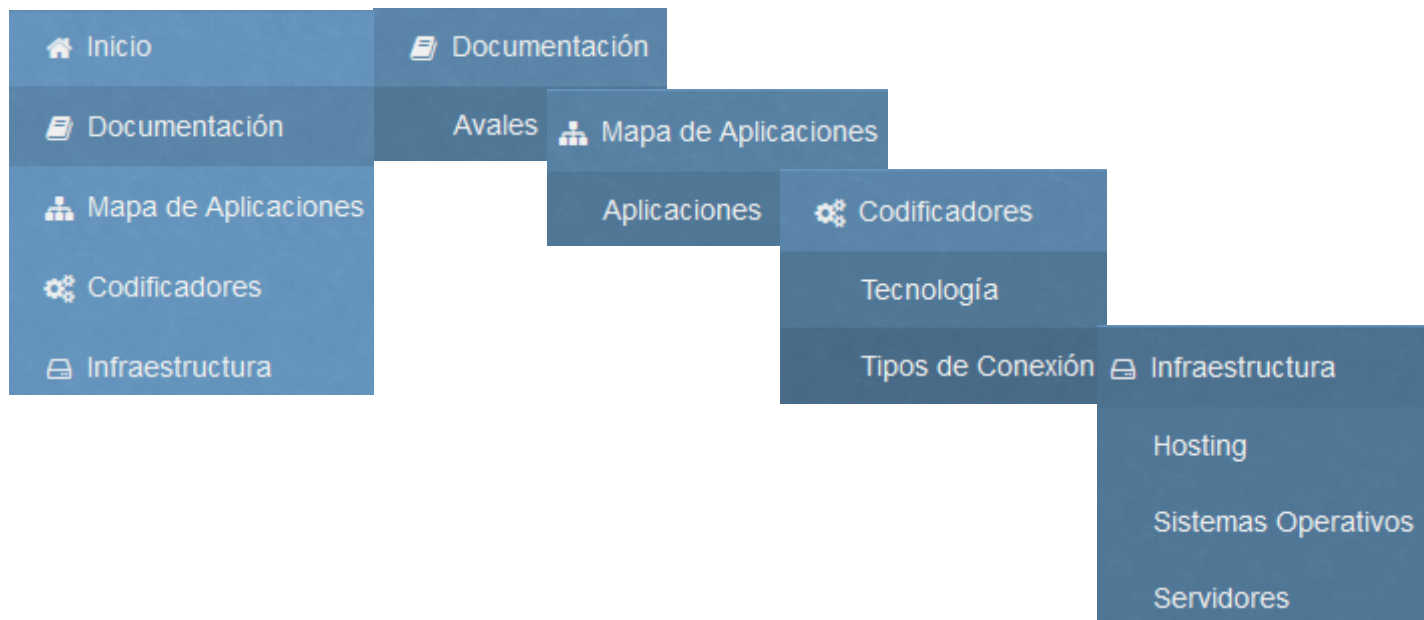 Inicio
Documentación
Mapa de Aplicaciones
Codificadores
Infraestructura
Documentación
Avales
Mapa de Aplicaciones
Aplicaciones
Codificadores
Tecnología
Tipos de Conexión
Infraestructura
Hosting
Sistemas Operativos
Servidores